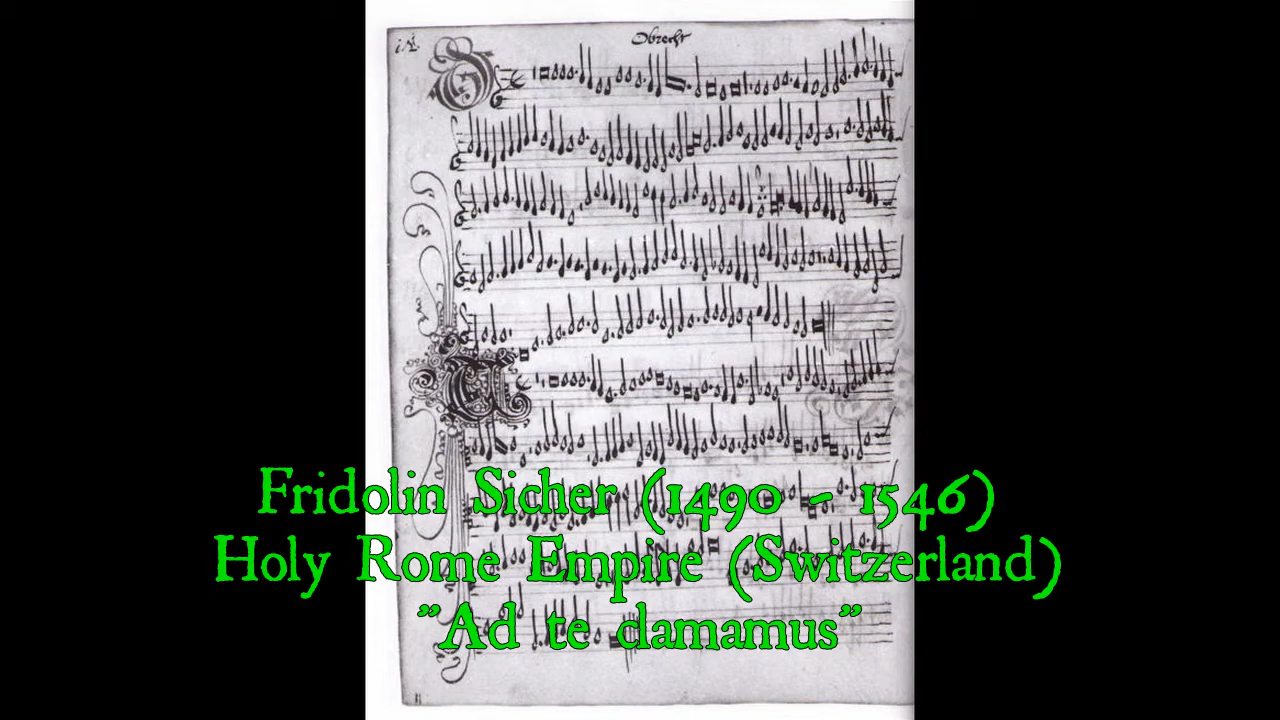 Obrecht
Fridolin Sicher (1490 - 1546)
Holy Rome Empire (Switzerland)
"Ad te clamamus"